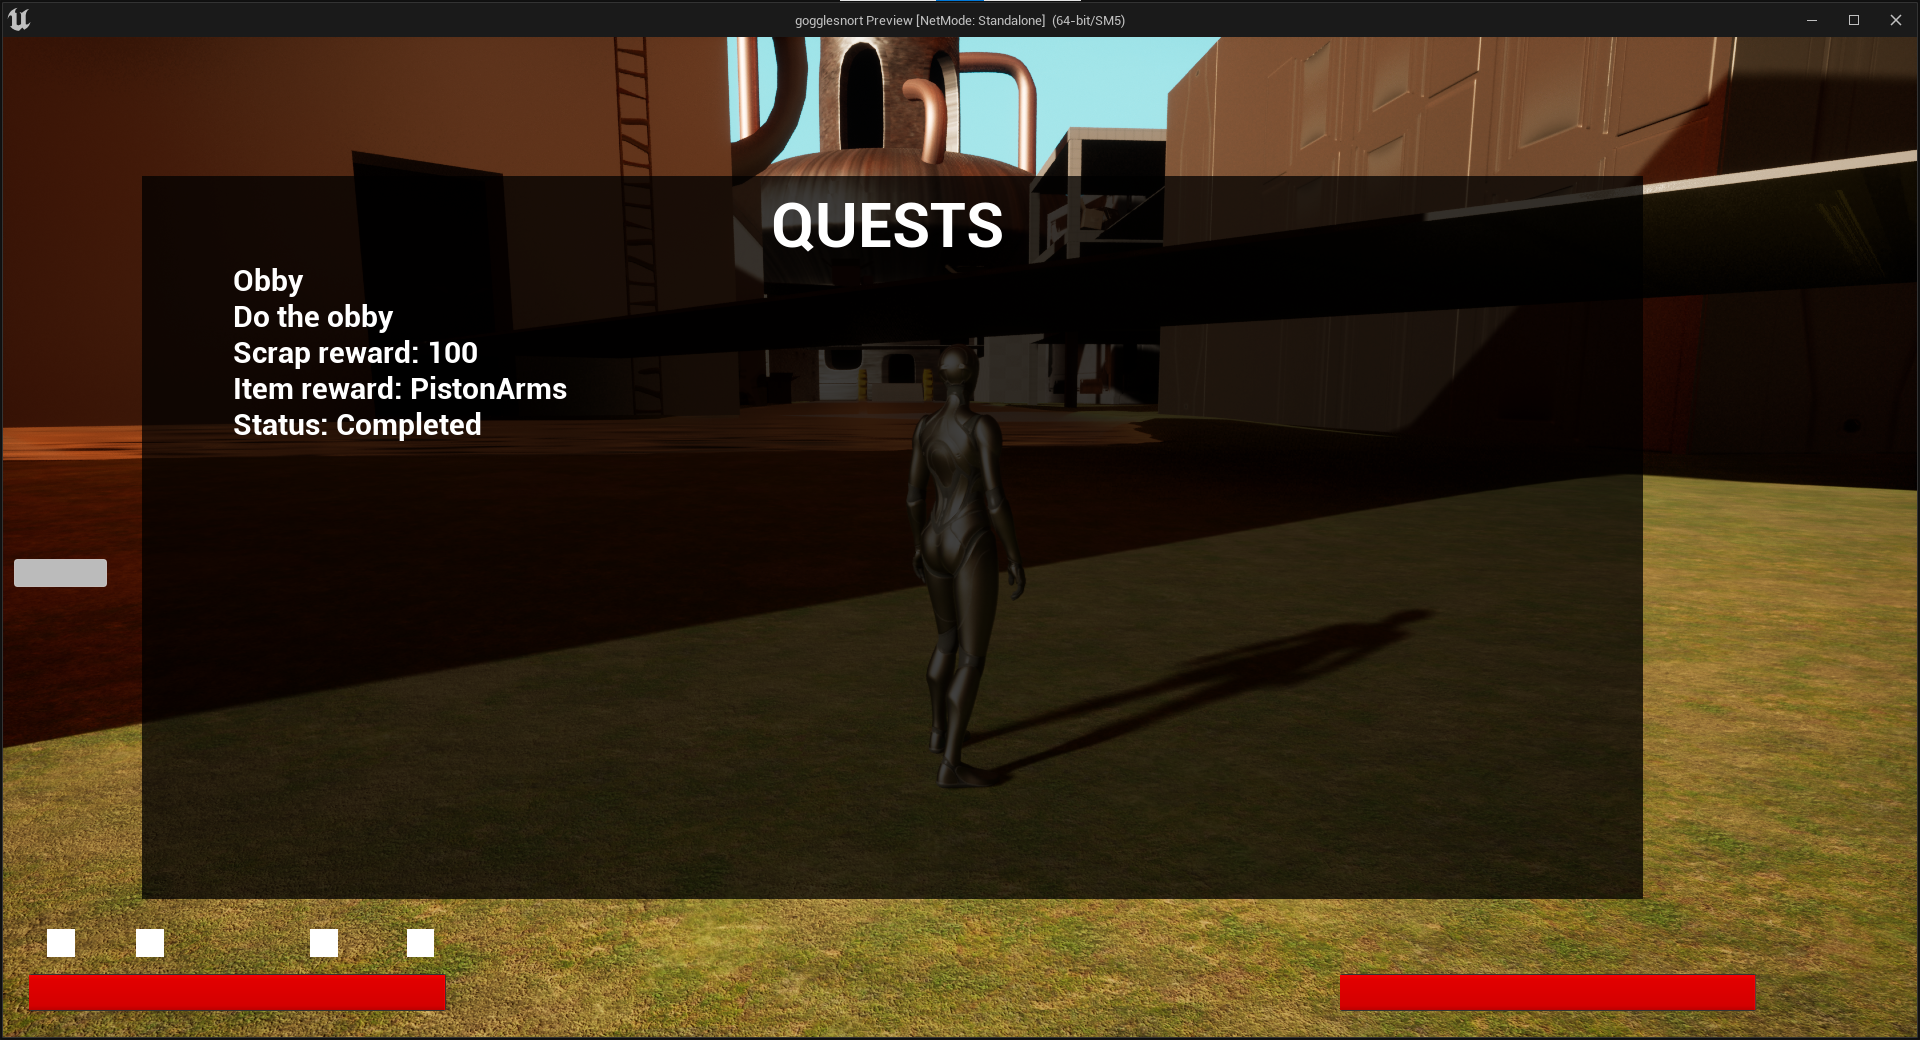 gogglesnort Preview [NetMode: Standalone] (64-bit/SM5)
QUESTS
Obby
Do the obby
Scrap reward: 100
Item reward: PistonArms
Status: Completed